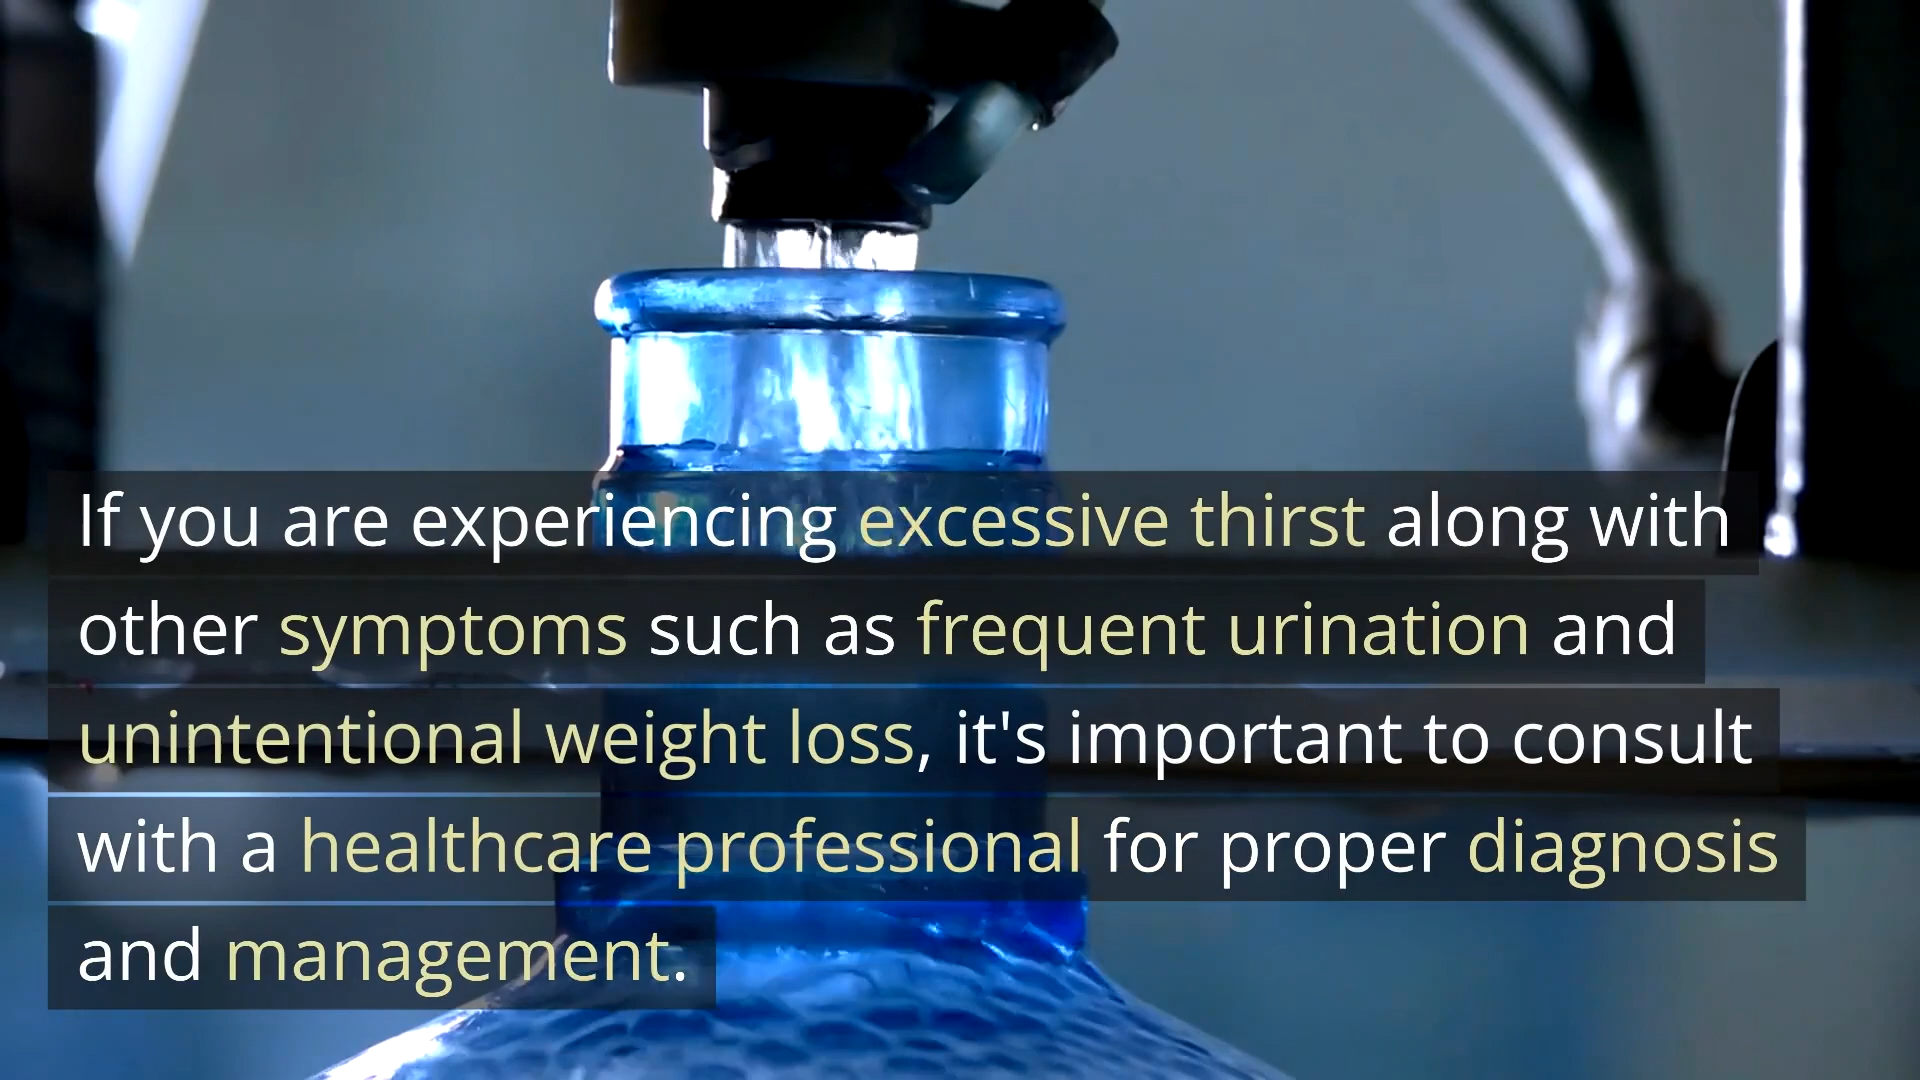 If you are experiencing excessive thirst along with
other symptoms such as frequent urination and
unintentional weight loss, it's important to consult
with a healthcare professional for proper diagnosis
and management.